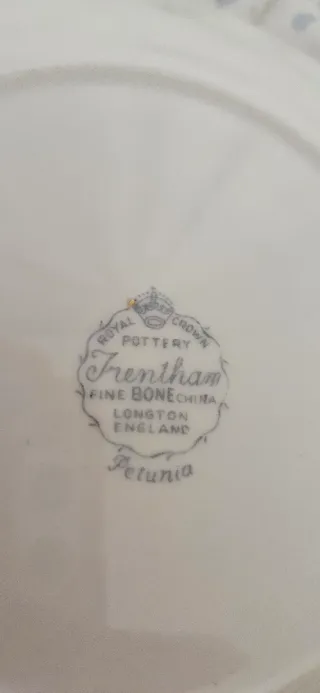 ROYAL CROWN
POTTERY
Trentham
FINE BONE CHINA
LONGTON
ENGLAND
Petunia